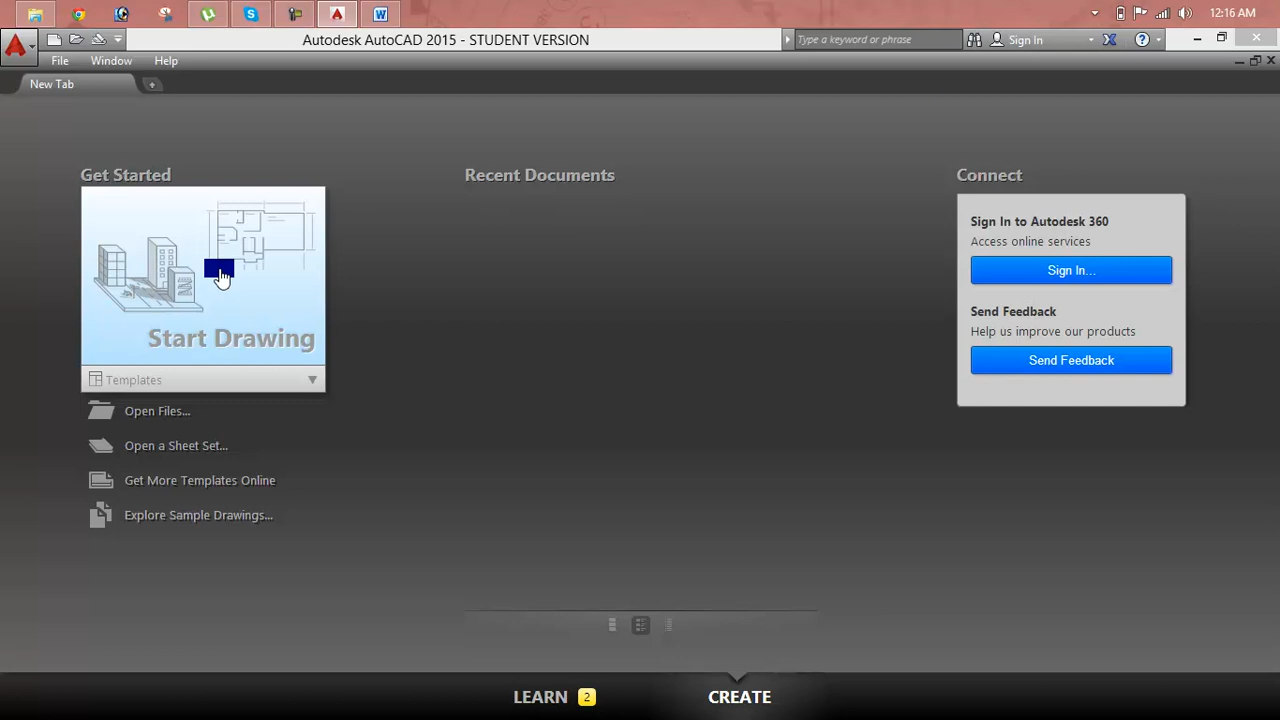 12:16 AM
Autodesk AutoCAD 2015 - STUDENT VERSION
Type a keyword or phrase
Sign In
File Window Help
New Tab
Get Started
Recent Documents
Connect
Start Drawing
Templates
Open Files...
Open a Sheet Set...
Get More Templates Online
Explore Sample Drawings...
Sign In to Autodesk 360
Access online services
Sign In...
Send Feedback
Help us improve our products
Send Feedback
LEARN 2
CREATE